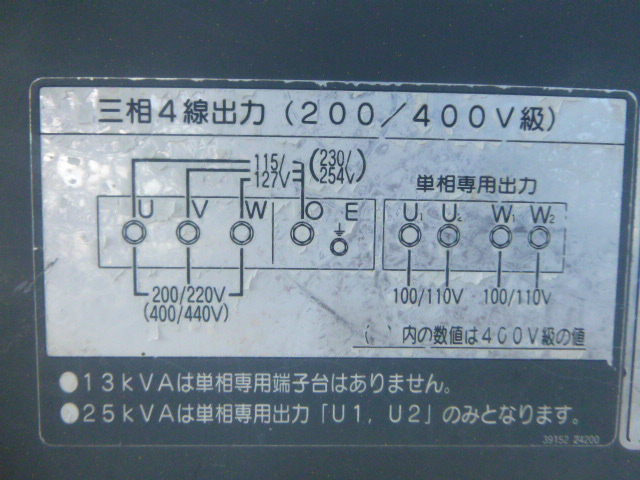 三相4線出力（200／400V級）
115/ (230/
127V 254V)
単相専用出力
U V W O E U₁ U₂ W₁ W₂
200/220V 100/110V 100/110V
(400/440V)
( )内の数値は400V級の値
●13kVAは単相専用端子台はありません。
●25kVAは単相専用出力「U1，U2」のみとなります。
39152 24200